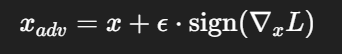 x_{adv} = x + ϵ · sign(∇_x L)